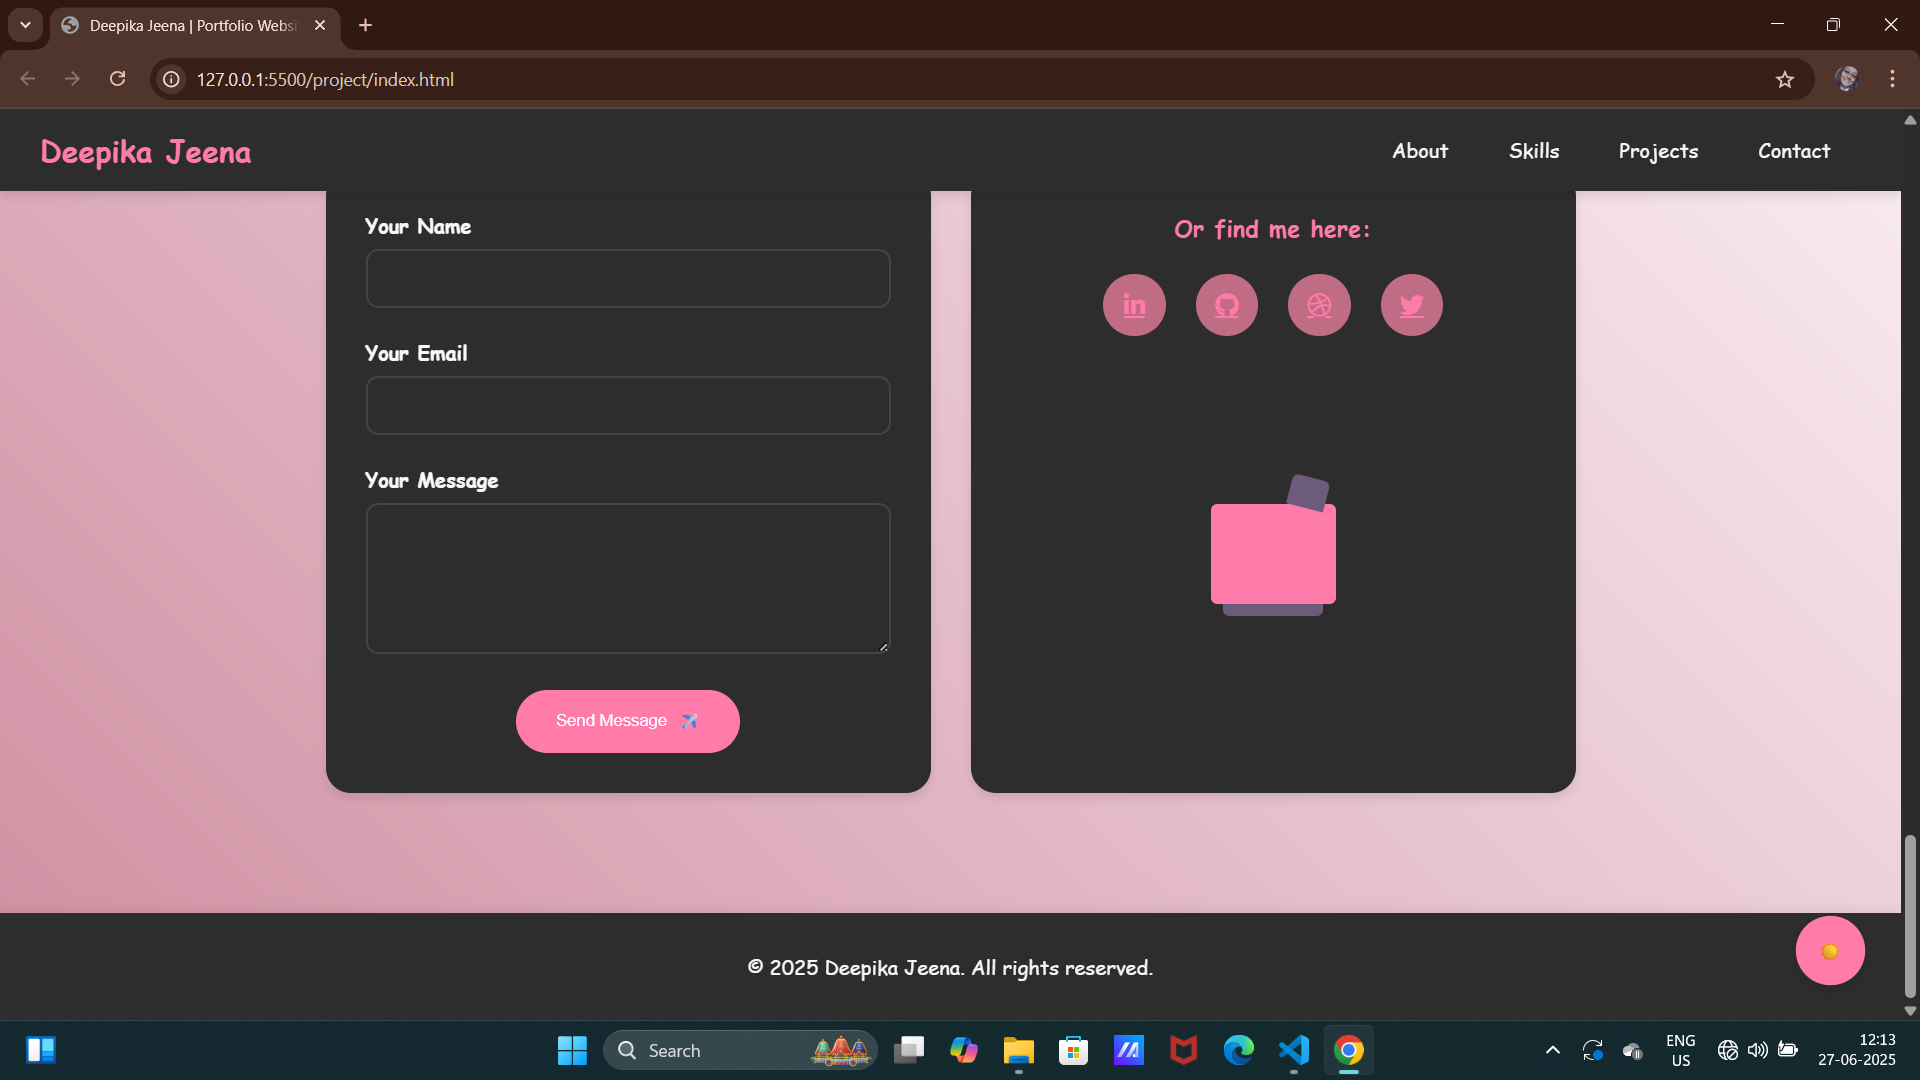 Deepika Jeena | Portfolio Websi
127.0.0.1:5500/project/index.html
Deepika Jeena
About
Skills
Projects
Contact
Your Name
Your Email
Your Message
Send Message
Or find me here:
© 2025 Deepika Jeena. All rights reserved.
Search
ENG
US
12:13
27-06-2025